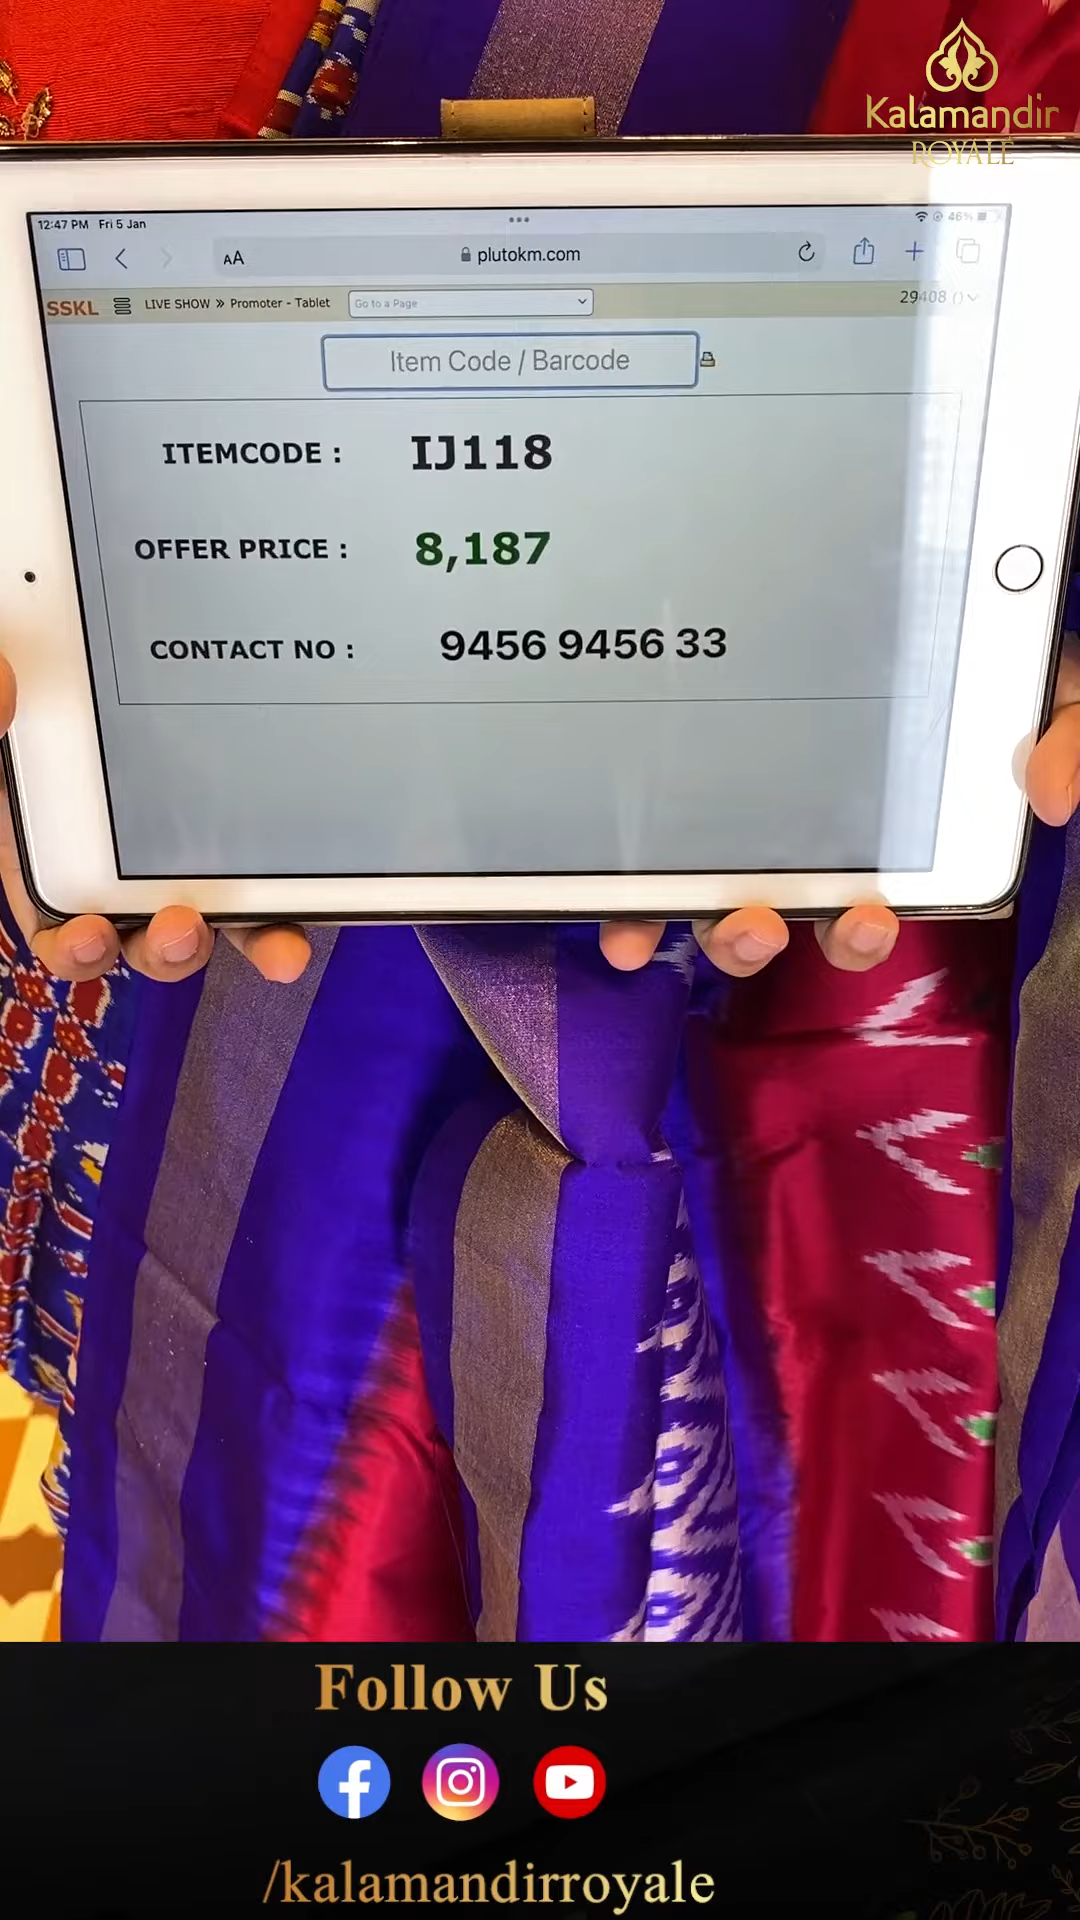 Kalamandir
ROYALE
12:47 PM Fri 5 Jan
46%
AA
plutokm.com
SSKL
LIVE SHOW » Promoter - Tablet
Go to a Page
29408 ()
Item Code / Barcode
ITEMCODE : IJ118
OFFER PRICE : 8,187
CONTACT NO : 9456 9456 33
Follow Us
/kalamandirroyale